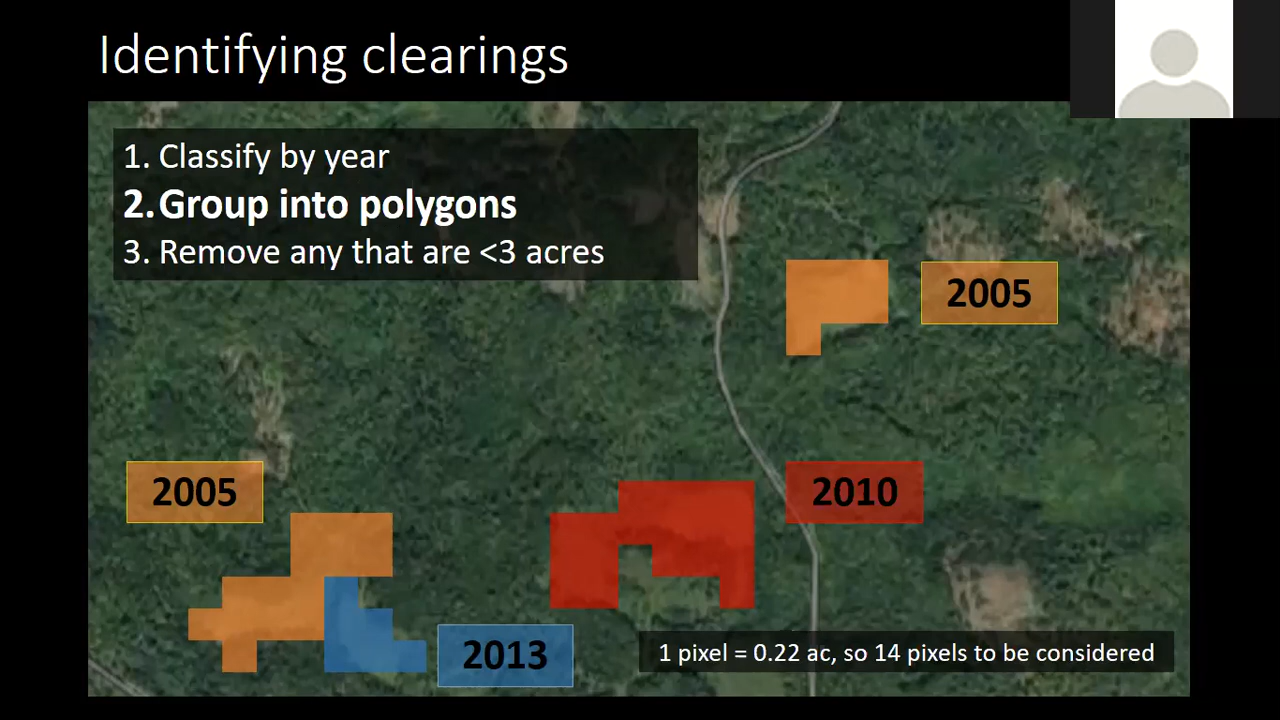 Identifying clearings
1. Classify by year
2. Group into polygons
3. Remove any that are <3 acres
2005
2005
2010
2013
1 pixel = 0.22 ac, so 14 pixels to be considered